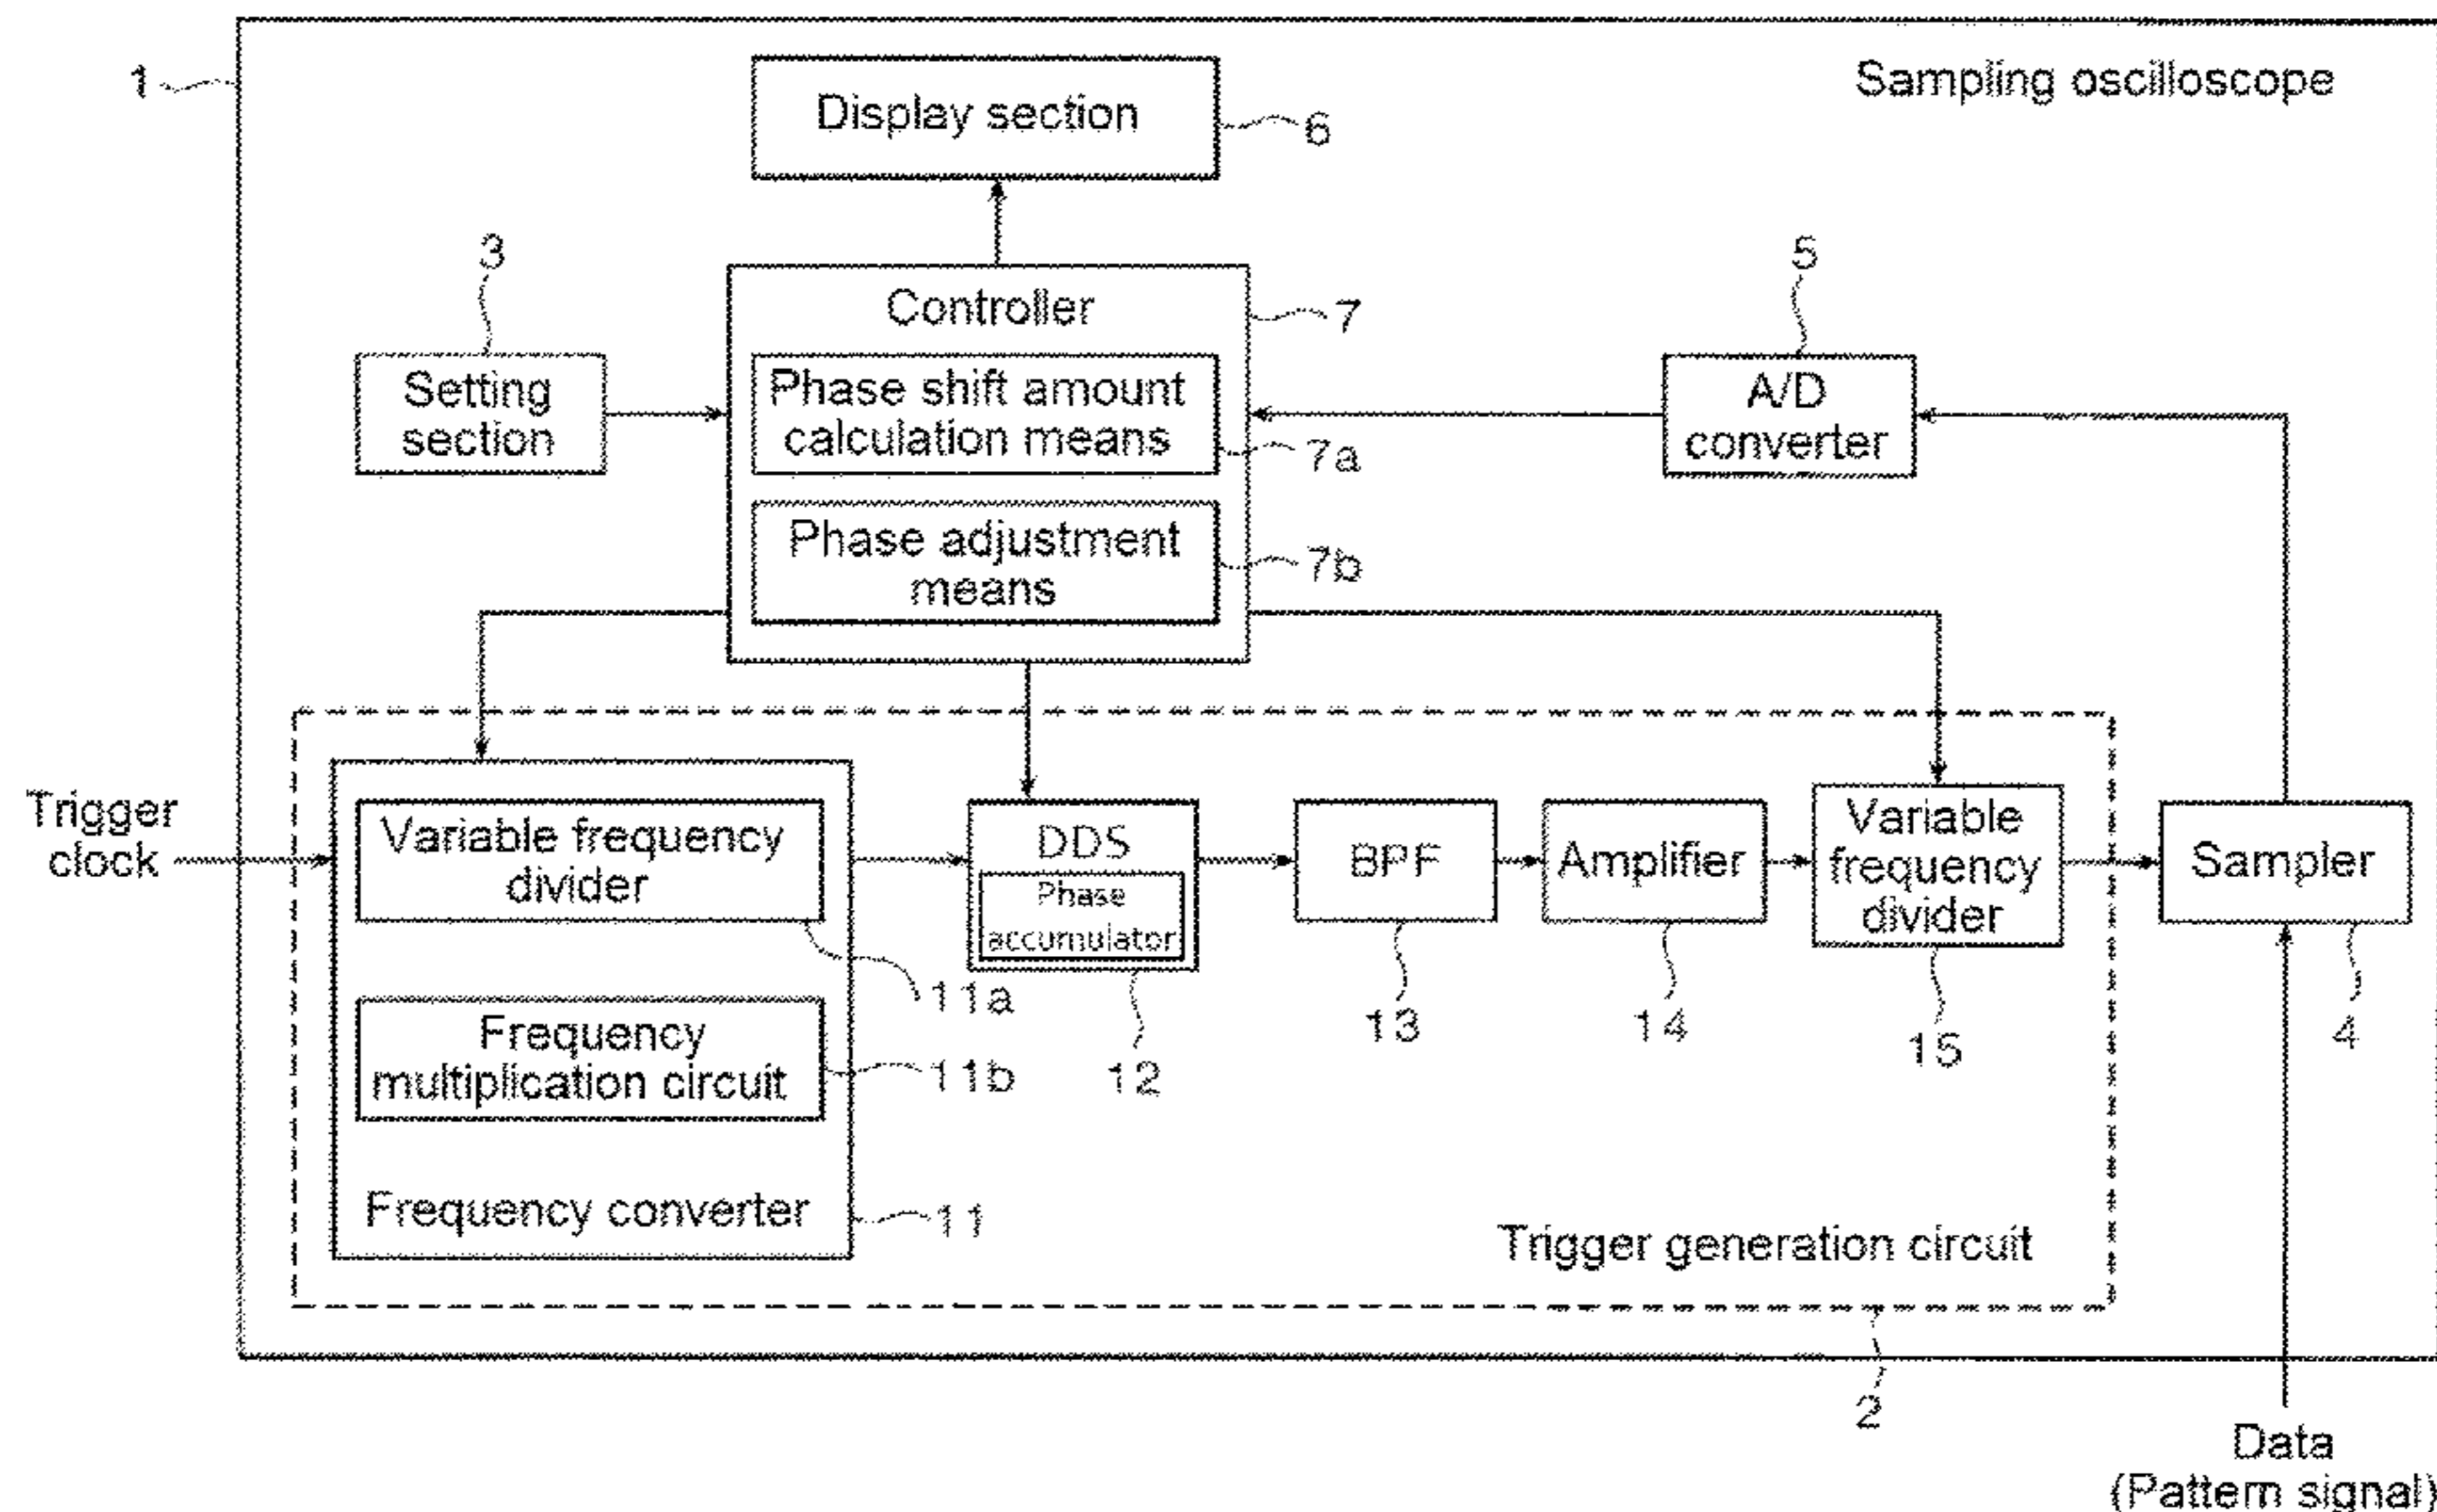 1
Sampling oscilloscope
Display section
6
3
5
Controller
7
Setting
section
Phase shift amount
calculation means
7a
A/D
converter
Phase adjustment
means
7b
Trigger
clock
Variable frequency
divider
11a
DDS
Phase
accumulator
12
BPF
13
Amplifier
14
Variable
frequency
divider
15
Sampler
4
Frequency
multiplication circuit
11b
Frequency converter
11
Trigger generation circuit
2
Data
(Pattern signal)